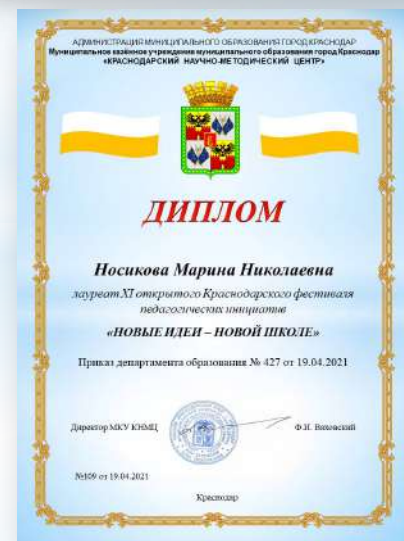 АДМИНИСТРАЦИЯ МУНИЦИПАЛЬНОГО ОБРАЗОВАНИЯ ГОРОД КРАСНОДАР
Муниципальное казённое учреждение муниципального образования город Краснодар
«КРАСНОДАРСКИЙ НАУЧНО-МЕТОДИЧЕСКИЙ ЦЕНТР»
ДИПЛОМ
Носикова Марина Николаевна
лауреат XI открытого Краснодарского фестиваля
педагогических инициатив
«НОВЫЕ ИДЕИ – НОВОЙ ШКОЛЕ»
Приказ департамента образования № 427 от 19.04.2021
Директор МКУ КНМЦ
Ф.И. Ваховский
№109 от 19.04.2021
Краснодар